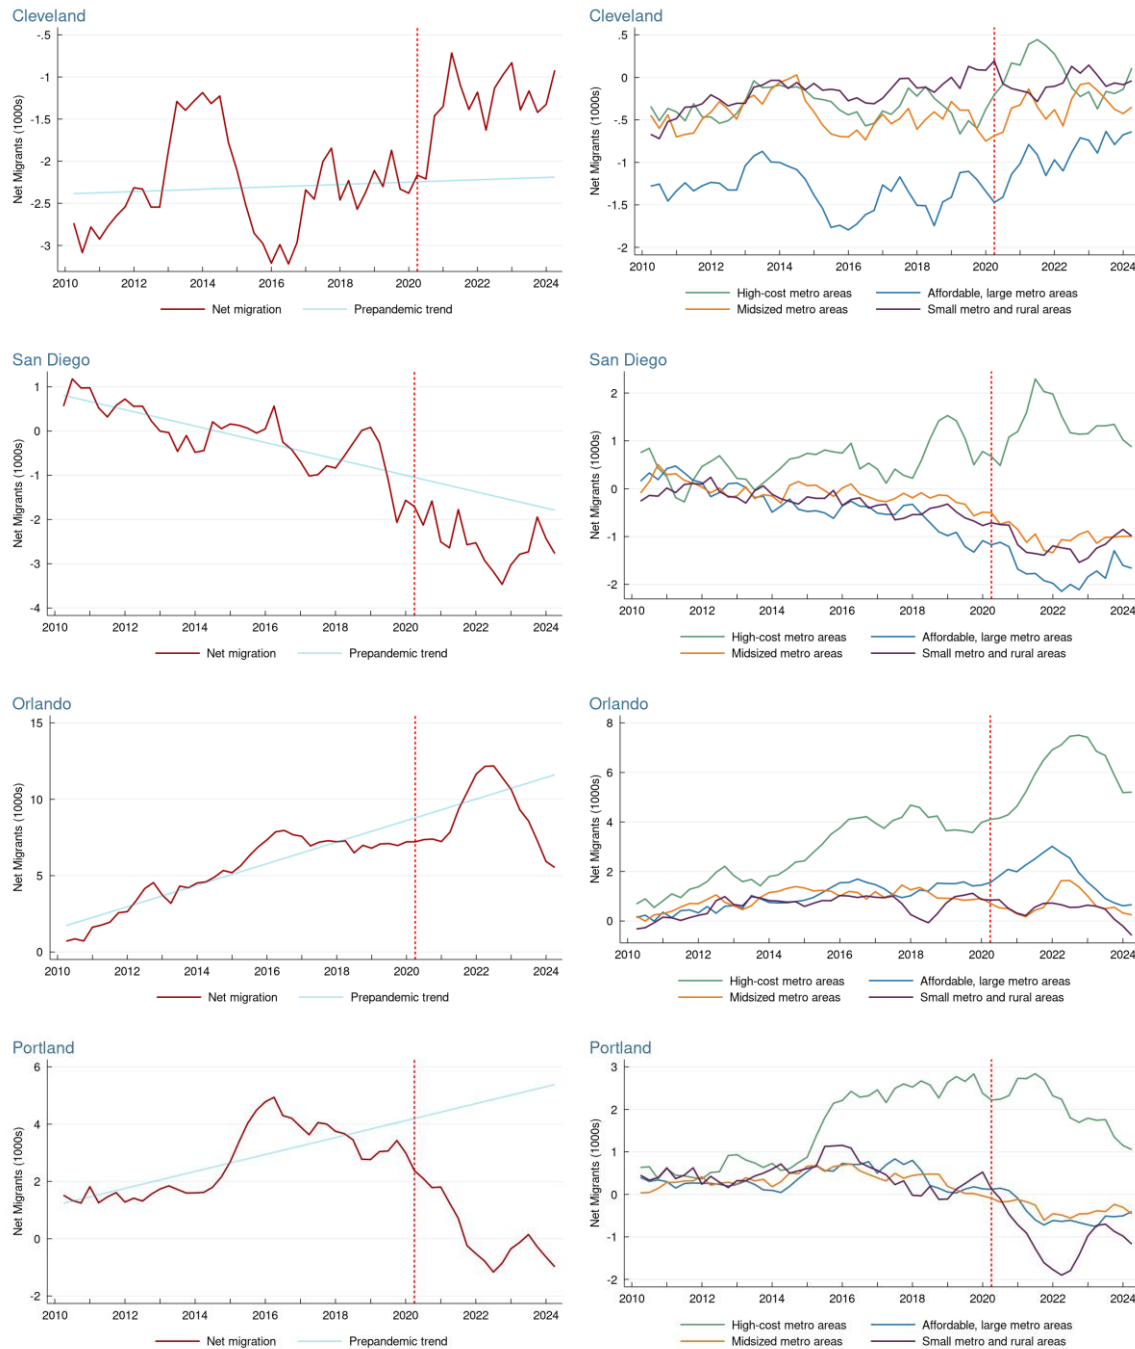 Cleveland
Net Migrants (1000s)
-.5
-1
-1.5
-2
-2.5
-3
2010 2012 2014 2016 2018 2020 2022 2024
Net migration Prepandemic trend
Cleveland
Net Migrants (1000s)
.5
0
-.5
-1
-1.5
-2
2010 2012 2014 2016 2018 2020 2022 2024
High-cost metro areas Affordable, large metro areas
Midsized metro areas Small metro and rural areas
San Diego
Net Migrants (1000s)
1
0
-1
-2
-3
-4
2010 2012 2014 2016 2018 2020 2022 2024
Net migration Prepandemic trend
San Diego
Net Migrants (1000s)
2
1
0
-1
-2
2010 2012 2014 2016 2018 2020 2022 2024
High-cost metro areas Affordable, large metro areas
Midsized metro areas Small metro and rural areas
Orlando
Net Migrants (1000s)
15
10
5
0
2010 2012 2014 2016 2018 2020 2022 2024
Net migration Prepandemic trend
Orlando
Net Migrants (1000s)
8
6
4
2
0
2010 2012 2014 2016 2018 2020 2022 2024
High-cost metro areas Affordable, large metro areas
Midsized metro areas Small metro and rural areas
Portland
Net Migrants (1000s)
6
4
2
0
-2
2010 2012 2014 2016 2018 2020 2022 2024
Net migration Prepandemic trend
Portland
Net Migrants (1000s)
3
2
1
0
-1
-2
2010 2012 2014 2016 2018 2020 2022 2024
High-cost metro areas Affordable, large metro areas
Midsized metro areas Small metro and rural areas